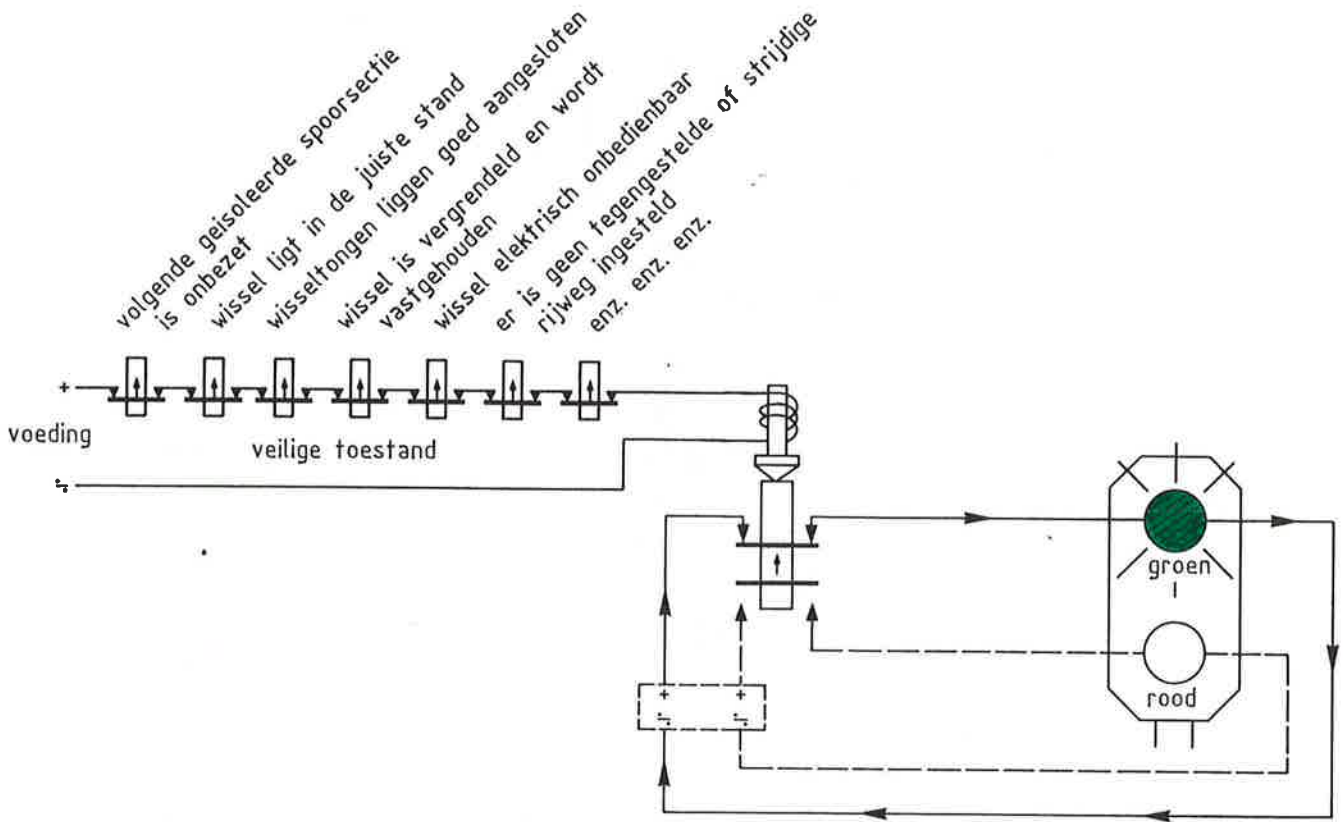 volgende geisoleerde spoorsectie
is onbezet
wissel ligt in de juiste stand
wisseltongen liggen goed aangesloten
wissel is vergrendeld en wordt
vastgehouden
wissel elektrisch onbedienbaar
er is geen tegengestelde of strijdige
rijweg ingesteld
enz. enz. enz.
+
voeding
veilige toestand
groen
rood
+ +